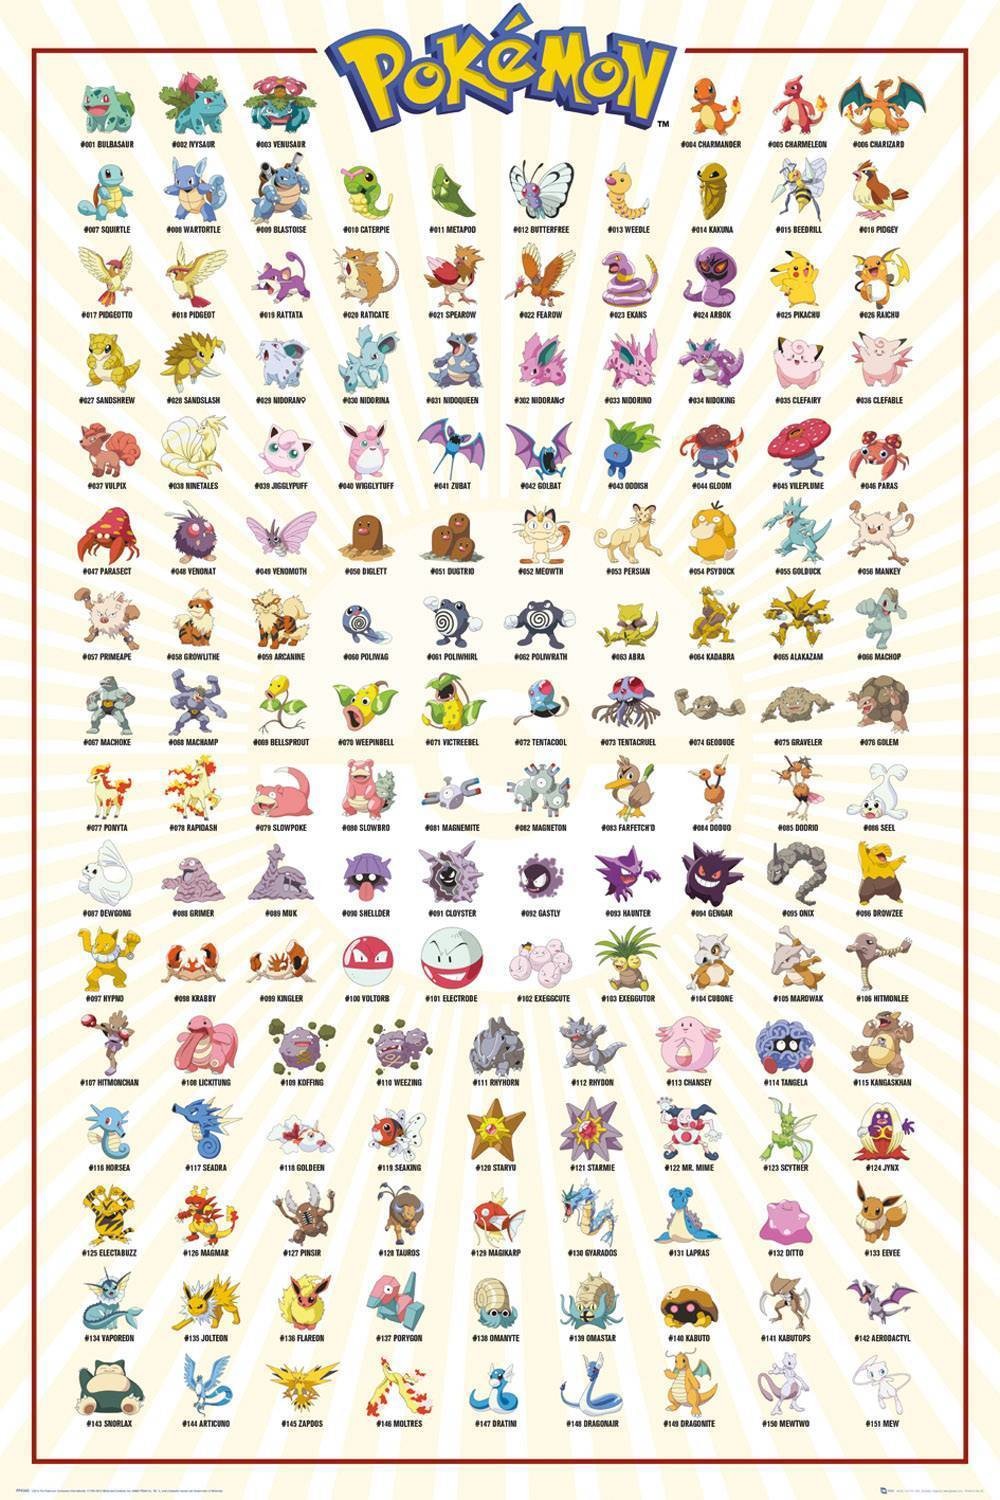 POKéMON
TM
#001 BULBASAUR #002 IVYSAUR #003 VENUSAUR #004 CHARMANDER #005 CHARMELEON #006 CHARIZARD
#007 SQUIRTLE #008 WARTORTLE #009 BLASTOISE #010 CATERPIE #011 METAPOD #012 BUTTERFREE #013 WEEDLE #014 KAKUNA #015 BEEDRILL #016 PIDGEY
#017 PIDGEOTTO #018 PIDGEOT #019 RATTATA #020 RATICATE #021 SPEAROW #022 FEAROW #023 EKANS #024 ARBOK #025 PIKACHU #026 RAICHU
#027 SANDSHREW #028 SANDSLASH #029 NIDORAN♀ #030 NIDORINA #031 NIDOQUEEN #302 NIDORAN♂ #033 NIDORINO #034 NIDOKING #035 CLEFAIRY #036 CLEFABLE
#037 VULPIX #038 NINETALES #039 JIGGLYPUFF #040 WIGGLYTUFF #041 ZUBAT #042 GOLBAT #043 ODDISH #044 GLOOM #045 VILEPLUME #046 PARAS
#047 PARASECT #048 VENONAT #049 VENOMOTH #050 DIGLETT #051 DUGTRIO #052 MEOWTH #053 PERSIAN #054 PSYDUCK #055 GOLDUCK #056 MANKEY
#057 PRIMEAPE #058 GROWLITHE #059 ARCANINE #060 POLIWAG #061 POLIWHIRL #062 POLIWRATH #063 ABRA #064 KADABRA #065 ALAKAZAM #066 MACHOP
#067 MACHOKE #068 MACHAMP #069 BELLSPROUT #070 WEEPINBELL #071 VICTREEBEL #072 TENTACOOL #073 TENTACRUEL #074 GEODUDE #075 GRAVELER #076 GOLEM
#077 PONYTA #078 RAPIDASH #079 SLOWPOKE #080 SLOWBRO #081 MAGNEMITE #082 MAGNETON #083 FARFETCH'D #084 DODUO #085 DODRIO #086 SEEL
#087 DEWGONG #088 GRIMER #089 MUK #090 SHELLDER #091 CLOYSTER #092 GASTLY #093 HAUNTER #094 GENGAR #095 ONIX #096 DROWZEE
#097 HYPNO #098 KRABBY #099 KINGLER #100 VOLTORB #101 ELECTRODE #102 EXEGGCUTE #103 EXEGGUTOR #104 CUBONE #105 MAROWAK #106 HITMONLEE
#107 HITMONCHAN #108 LICKITUNG #109 KOFFING #110 WEEZING #111 RHYHORN #112 RHYDON #113 CHANSEY #114 TANGELA #115 KANGASKHAN
#116 HORSEA #117 SEADRA #118 GOLDEEN #119 SEAKING #120 STARYU #121 STARMIE #122 MR. MIME #123 SCYTHER #124 JYNX
#125 ELECTABUZZ #126 MAGMAR #127 PINSIR #128 TAUROS #129 MAGIKARP #130 GYARADOS #131 LAPRAS #132 DITTO #133 EEVEE
#134 VAPOREON #135 JOLTEON #136 FLAREON #137 PORYGON #138 OMANYTE #139 OMASTAR #140 KABUTO #141 KABUTOPS #142 AERODACTYL
#143 SNORLAX #144 ARTICUNO #145 ZAPDOS #146 MOLTRES #147 DRATINI #148 DRAGONAIR #149 DRAGONITE #150 MEWTWO #151 MEW